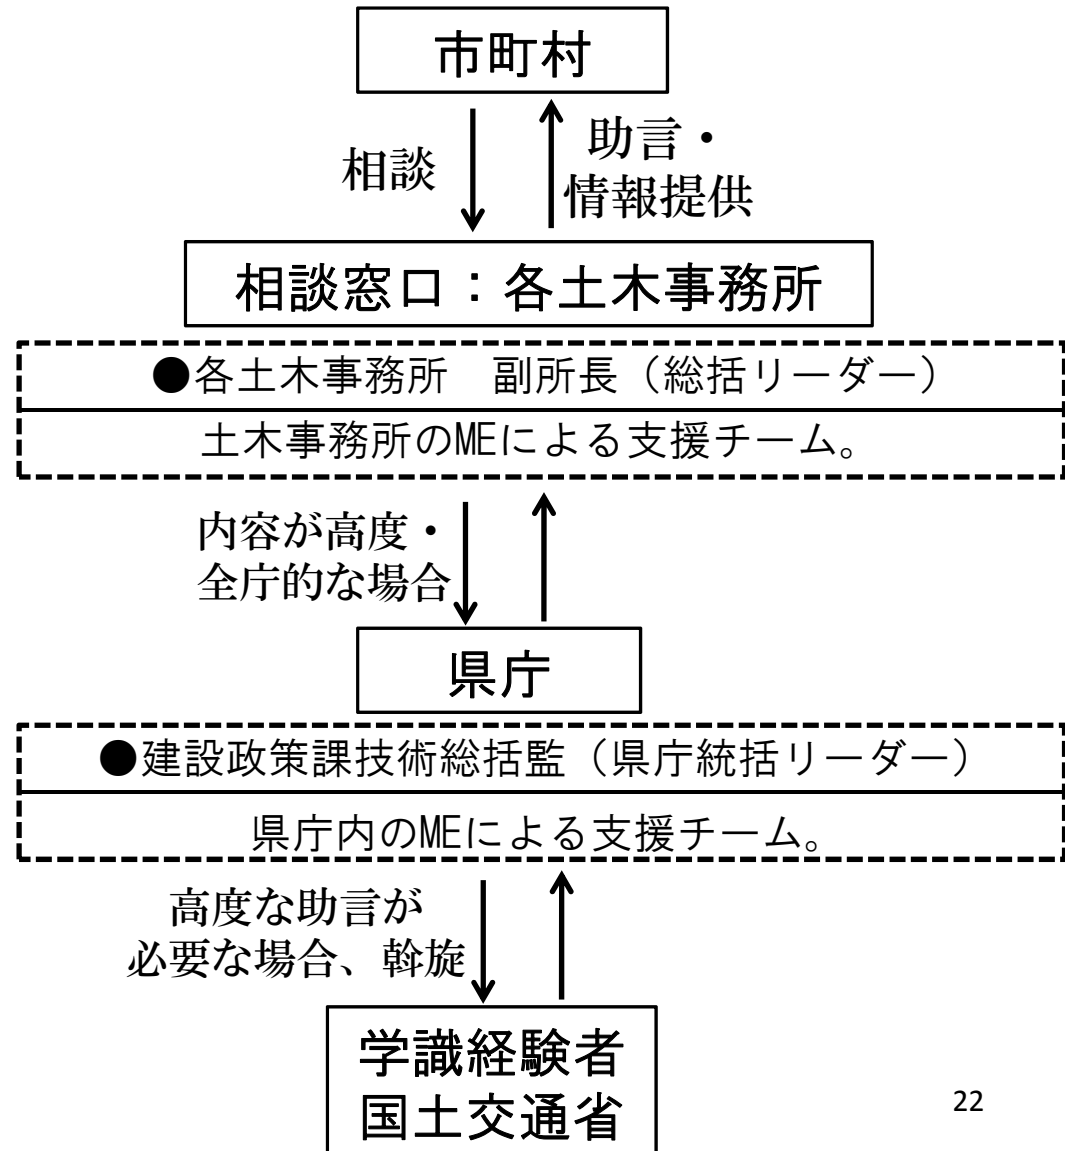 市町村
相談
助言・
情報提供
相談窓口：各土木事務所
●各土木事務所　副所長（総括リーダー）
土木事務所のMEによる支援チーム。
内容が高度・
全庁的な場合
県庁
●建設政策課技術総括監（県庁統括リーダー）
県庁内のMEによる支援チーム。
高度な助言が
必要な場合、斡旋
学識経験者
国土交通省
22